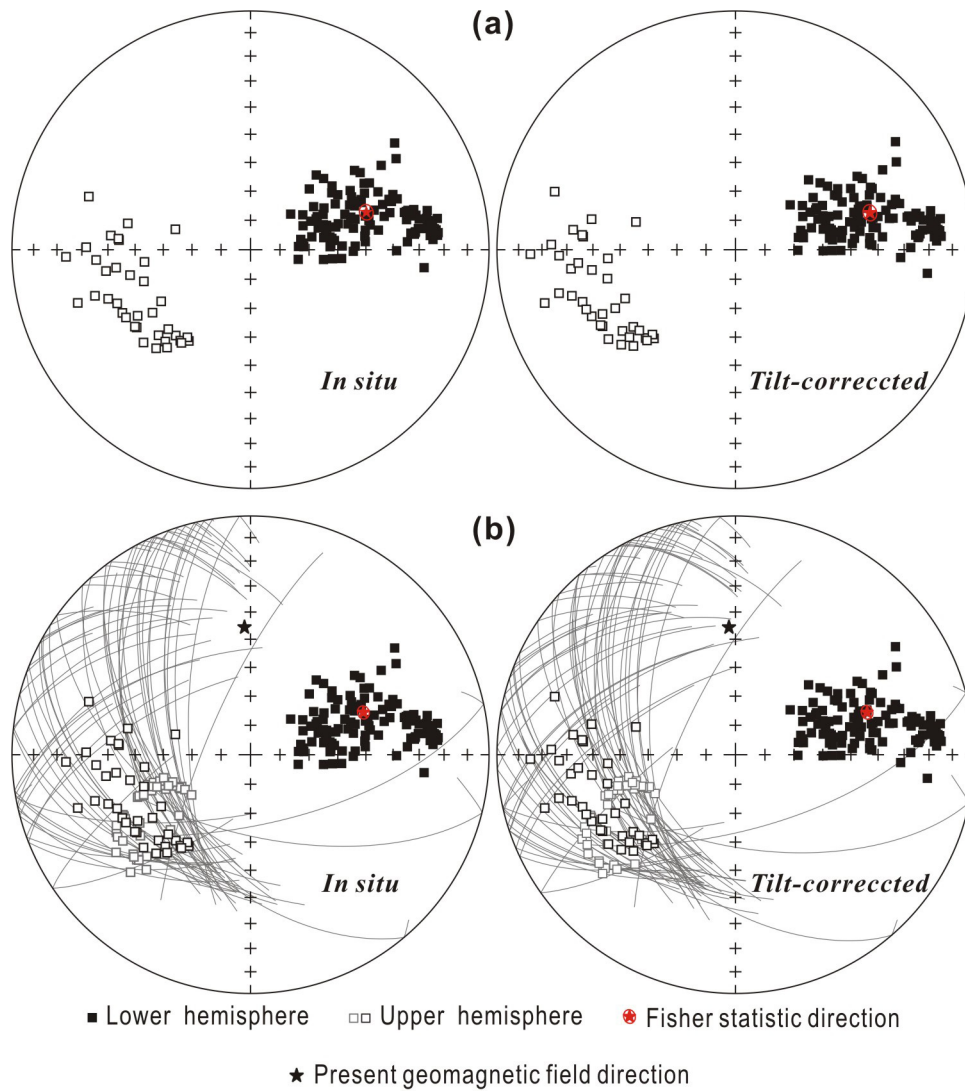 (a)
In situ
Tilt-correccted
(b)
In situ
Tilt-correccted
Lower hemisphere
Upper hemisphere
Fisher statistic direction
Present geomagnetic field direction